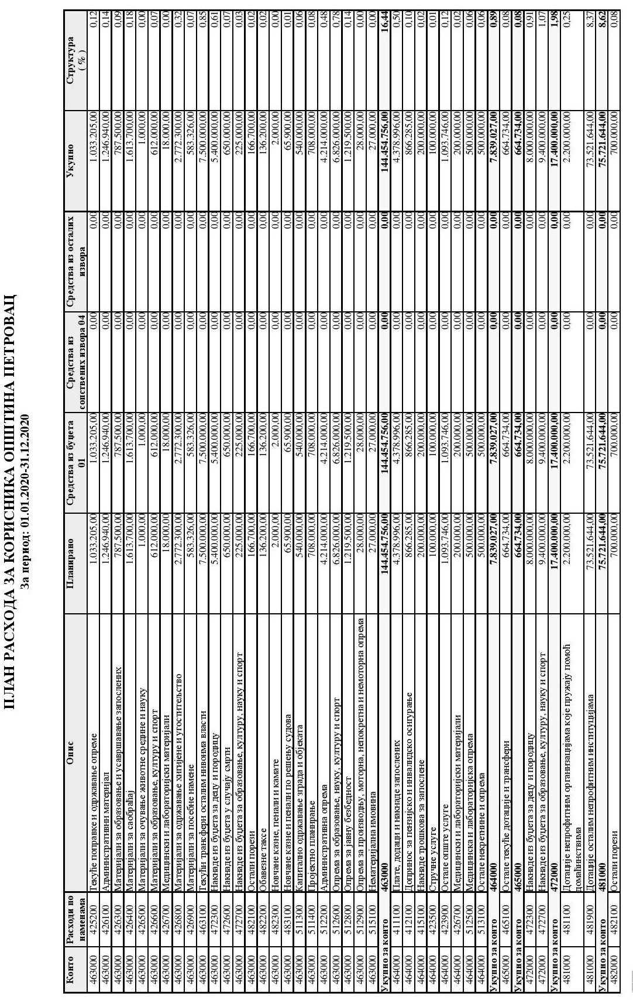 ПЛАН РАСХОДА ЗА КОРИСНИКА ОПШТИНА ПЕТРОВАЦ
За период: 01.01.2020-31.12.2020
Конто Расходи по наменама Опис Планирано Средства из буџета 01 Средства из сопствених извора 04 Средства из осталих извора Укупно Структура ( % )
463000 425200 Текуће поправке и одржавање опреме 1.033.205,00 1.033.205,00 0,00 0,00 1.033.205,00 0,12
463000 426100 Административни материјал 1.246.940,00 1.246.940,00 0,00 0,00 1.246.940,00 0,14
463000 426300 Материјали за образовање и усавршавање запослених 787.500,00 787.500,00 0,00 0,00 787.500,00 0,09
463000 426400 Материјали за саобраћај 1.613.700,00 1.613.700,00 0,00 0,00 1.613.700,00 0,18
463000 426500 Материјали за очување животне средине и науку 1.000,00 1.000,00 0,00 0,00 1.000,00 0,00
463000 426600 Материјали за образовање, културу и спорт 612.000,00 612.000,00 0,00 0,00 612.000,00 0,07
463000 426700 Медицински и лабораторијски материјали 18.000,00 18.000,00 0,00 0,00 18.000,00 0,00
463000 426800 Материјали за одржавање хигијене и угоститељство 2.772.300,00 2.772.300,00 0,00 0,00 2.772.300,00 0,32
463000 426900 Материјали за посебне намене 583.326,00 583.326,00 0,00 0,00 583.326,00 0,07
463000 463100 Текући трансфери осталим нивоима власти 7.500.000,00 7.500.000,00 0,00 0,00 7.500.000,00 0,85
463000 472300 Накнаде из буџета за децу и породицу 5.400.000,00 5.400.000,00 0,00 0,00 5.400.000,00 0,61
463000 472600 Накнаде из буџета у случају смрти 650.000,00 650.000,00 0,00 0,00 650.000,00 0,07
463000 472700 Накнаде из буџета за образовање, културу, науку и спорт 225.000,00 225.000,00 0,00 0,00 225.000,00 0,03
463000 482100 Остали порези 166.700,00 166.700,00 0,00 0,00 166.700,00 0,02
463000 482200 Обавезне таксе 136.200,00 136.200,00 0,00 0,00 136.200,00 0,02
463000 482300 Новчане казне, пенали и камате 2.000,00 2.000,00 0,00 0,00 2.000,00 0,00
463000 483100 Новчане казне и пенали по решењу судова 65.900,00 65.900,00 0,00 0,00 65.900,00 0,01
463000 511300 Капитално одржавање зграда и објеката 540.000,00 540.000,00 0,00 0,00 540.000,00 0,06
463000 511400 Пројектно планирање 708.000,00 708.000,00 0,00 0,00 708.000,00 0,08
463000 512200 Административна опрема 4.214.000,00 4.214.000,00 0,00 0,00 4.214.000,00 0,48
463000 512600 Опрема за образовање, науку, културу и спорт 6.826.000,00 6.826.000,00 0,00 0,00 6.826.000,00 0,78
463000 512800 Опрема за јавну безбедност 1.219.500,00 1.219.500,00 0,00 0,00 1.219.500,00 0,14
463000 512900 Опрема за производњу, моторна, непокретна и немоторна опрема 28.000,00 28.000,00 0,00 0,00 28.000,00 0,00
463000 515100 Нематеријална имовина 27.000,00 27.000,00 0,00 0,00 27.000,00 0,00
Укупно за конто 463000 144.454.756,00 144.454.756,00 0,00 0,00 144.454.756,00 16,44
464000 411100 Плате, додаци и накнаде запослених 4.378.996,00 4.378.996,00 0,00 0,00 4.378.996,00 0,50
464000 412100 Допринос за пензијско и инвалидско осигурање 866.285,00 866.285,00 0,00 0,00 866.285,00 0,10
464000 415100 Накнаде трошкова за запослене 200.000,00 200.000,00 0,00 0,00 200.000,00 0,02
464000 423500 Стручне услуге 100.000,00 100.000,00 0,00 0,00 100.000,00 0,01
464000 423900 Остале опште услуге 1.093.746,00 1.093.746,00 0,00 0,00 1.093.746,00 0,12
464000 426700 Медицински и лабораторијски материјали 200.000,00 200.000,00 0,00 0,00 200.000,00 0,02
464000 512500 Медицинска и лабораторијска опрема 500.000,00 500.000,00 0,00 0,00 500.000,00 0,06
464000 513100 Остале некретнине и опрема 500.000,00 500.000,00 0,00 0,00 500.000,00 0,06
Укупно за конто 464000 7.839.027,00 7.839.027,00 0,00 0,00 7.839.027,00 0,89
465000 465100 Остале текуће дотације и трансфери 664.734,00 664.734,00 0,00 0,00 664.734,00 0,08
Укупно за конто 465000 664.734,00 664.734,00 0,00 0,00 664.734,00 0,08
472000 472300 Накнаде из буџета за децу и породицу 8.000.000,00 8.000.000,00 0,00 0,00 8.000.000,00 0,91
472000 472700 Накнаде из буџета за образовање, културу, науку и спорт 9.400.000,00 9.400.000,00 0,00 0,00 9.400.000,00 1,07
Укупно за конто 472000 17.400.000,00 17.400.000,00 0,00 0,00 17.400.000,00 1,98
481000 481100 Дотације непрофитним организацијама које пружају помоћ домаћинствима 2.200.000,00 2.200.000,00 0,00 0,00 2.200.000,00 0,25
481000 481900 Дотације осталим непрофитним институцијама 73.521.644,00 73.521.644,00 0,00 0,00 73.521.644,00 8,37
Укупно за конто 481000 75.721.644,00 75.721.644,00 0,00 0,00 75.721.644,00 8,62
482000 482100 Остали порези 700.000,00 700.000,00 0,00 0,00 700.000,00 0,08